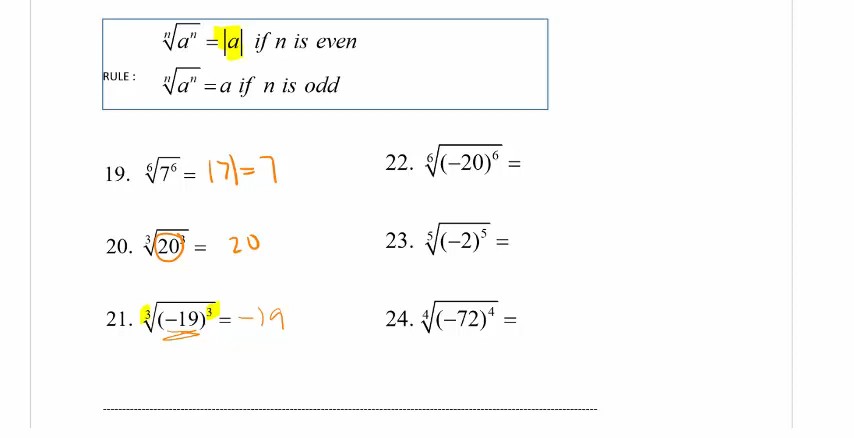 ⁿ√aⁿ = |a| if n is even
RULE :
ⁿ√aⁿ = a if n is odd
19. ⁶√7⁶ = |7| = 7
20. ³√20³ = 20
21. ³√(−19)³ = −19
22. ⁶√(−20)⁶ =
23. ⁵√(−2)⁵ =
24. ⁴√(−72)⁴ =